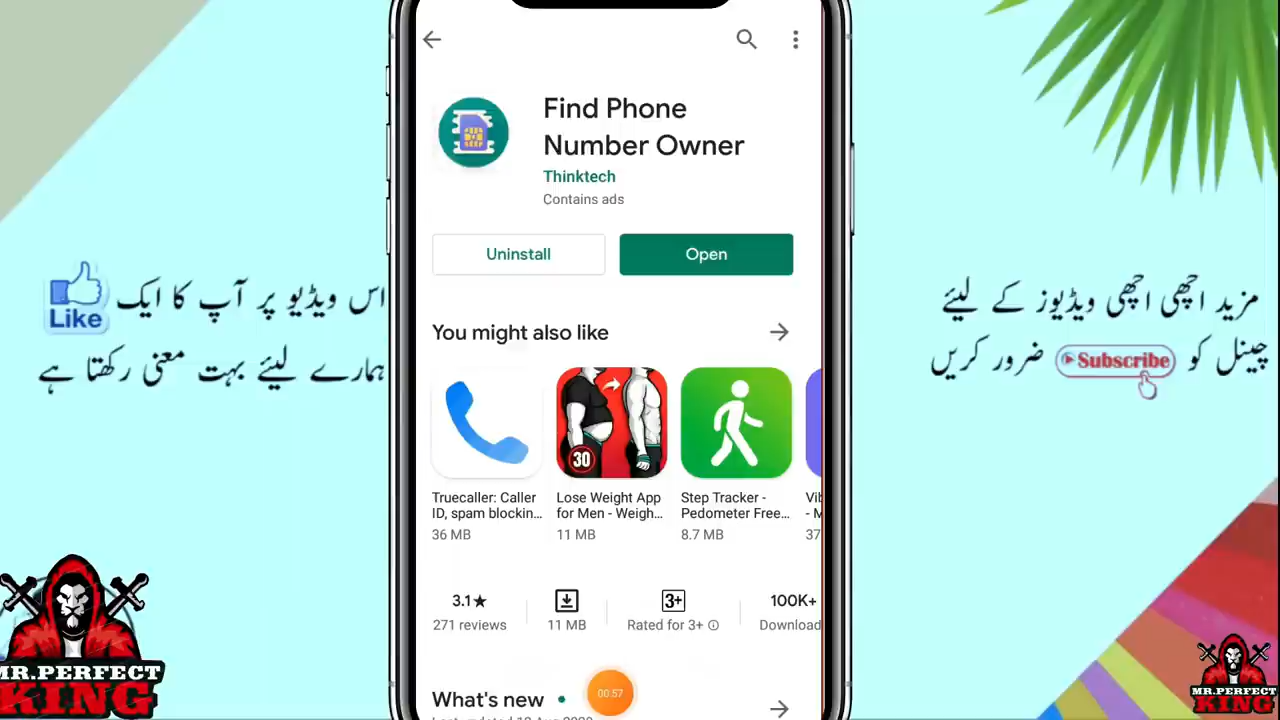 Find Phone
Number Owner
Thinktech
Contains ads
Uninstall
Open
You might also like
30
Truecaller: Caller
ID, spam blockin...
36 MB
Lose Weight App
for Men - Weigh...
11 MB
Step Tracker -
Pedometer Free...
8.7 MB
3.1★
271 reviews
11 MB
3+
Rated for 3+
100K+
Download
What's new
00:57
اس ویڈیو پر آپ کا ایک Like
ہمارے لیئے بہت معنی رکھتا ہے
مزید اچھی اچھی ویڈیوز کے لیئے
چینل کو Subscribe ضرور کریں
MR.PERFECT
KING
MR.PERFECT
KING